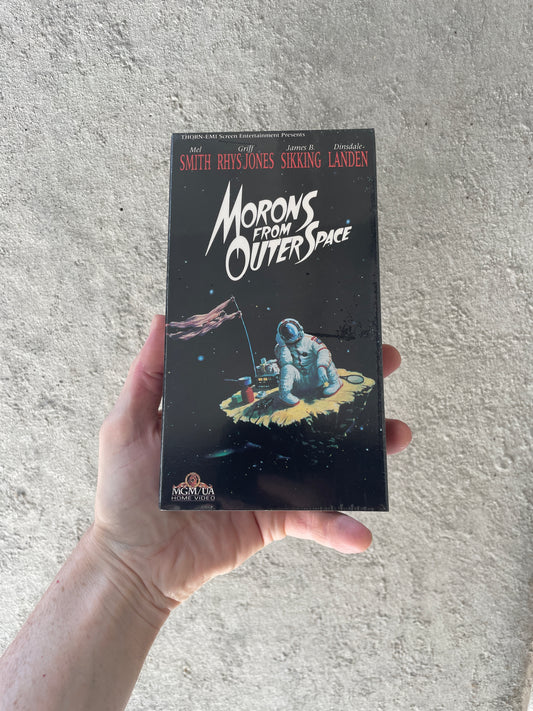 THORN-EMI Screen Entertainment Presents
Mel Griff James B. Dinsdale
SMITH RHYS JONES SIKKING LANDEN
MORONS
FROM
OUTER SPACE
MGM/UA
HOME VIDEO